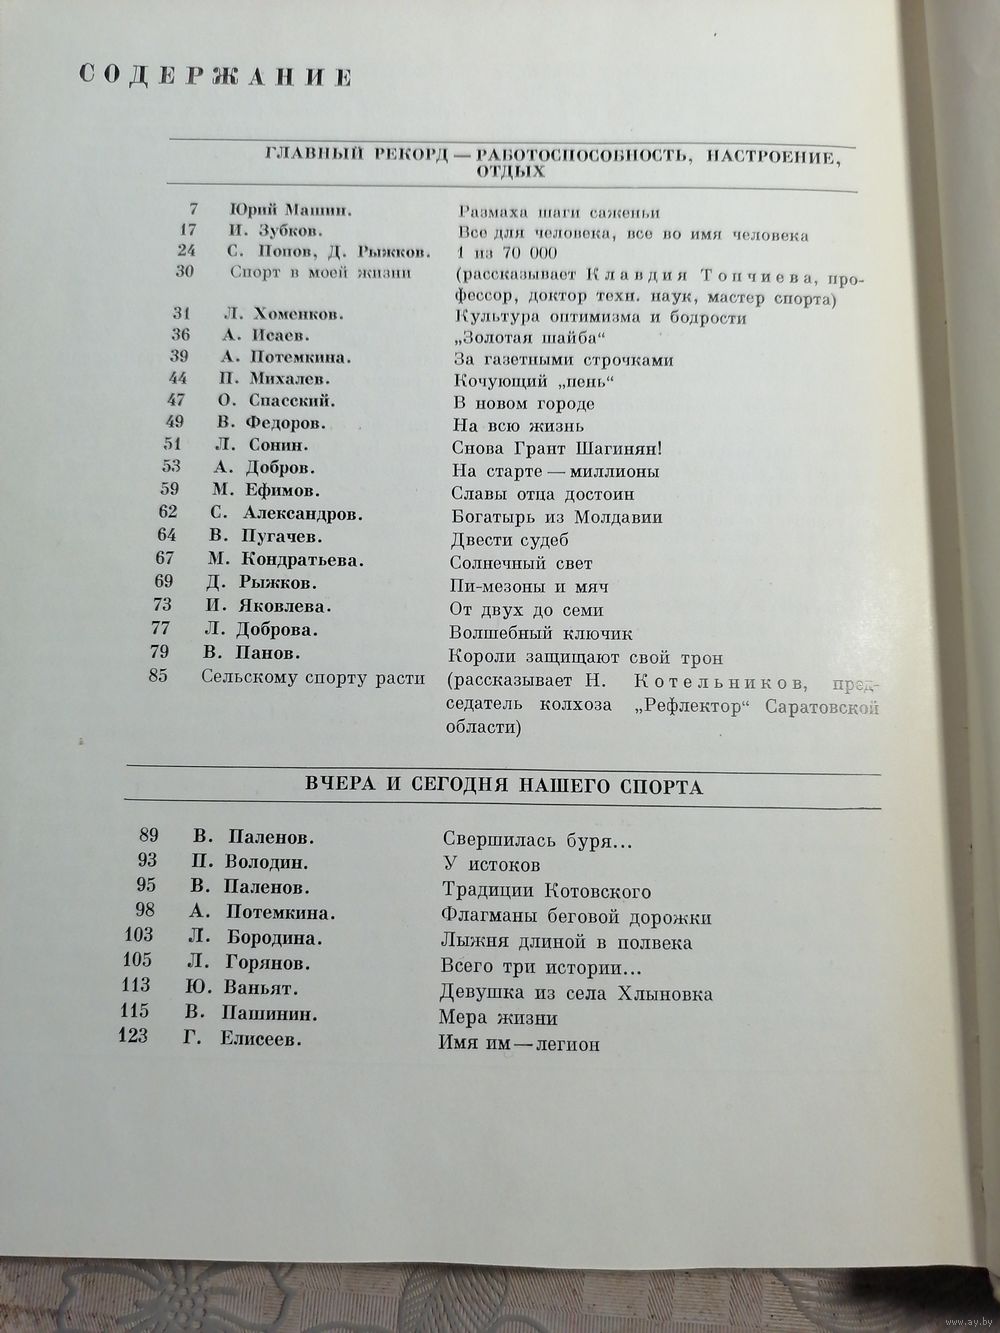 СОДЕРЖАНИЕ
ГЛАВНЫЙ РЕКОРД — РАБОТОСПОСОБНОСТЬ, НАСТРОЕНИЕ,
ОТДЫХ
7 Юрий Машин. Размаха шаги саженьи
17 И. Зубков. Все для человека, все во имя человека
24 С. Попов, Д. Рыжков. 1 из 70 000
30 Спорт в моей жизни (рассказывает Клавдия Топчиева, про-
фессор, доктор техн. наук, мастер спорта)
31 Л. Хоменков. Культура оптимизма и бодрости
36 А. Исаев. „Золотая шайба“
39 А. Потемкина. За газетными строчками
44 П. Михалев. Кочующий „пень“
47 О. Спасский. В новом городе
49 В. Федоров. На всю жизнь
51 Л. Сонин. Снова Грант Шагинян!
53 А. Добров. На старте — миллионы
59 М. Ефимов. Славы отца достоин
62 С. Александров. Богатырь из Молдавии
64 В. Пугачев. Двести судеб
67 М. Кондратьева. Солнечный свет
69 Д. Рыжков. Пи-мезоны и мяч
73 И. Яковлева. От двух до семи
77 Л. Доброва. Волшебный ключик
79 В. Панов. Короли защищают свой трон
85 Сельскому спорту расти (рассказывает Н. Котельников, пред-
седатель колхоза „Рефлектор“ Саратовской
области)
ВЧЕРА И СЕГОДНЯ НАШЕГО СПОРТА
89 В. Паленов. Свершилась буря...
93 П. Володин. У истоков
95 В. Паленов. Традиции Котовского
98 А. Потемкина. Флагманы беговой дорожки
103 Л. Бородина. Лыжня длиной в полвека
105 Л. Горянов. Всего три истории...
113 Ю. Ваньят. Девушка из села Хлыновка
115 В. Пашинин. Мера жизни
123 Г. Елисеев. Имя им — легион
www.ay.by